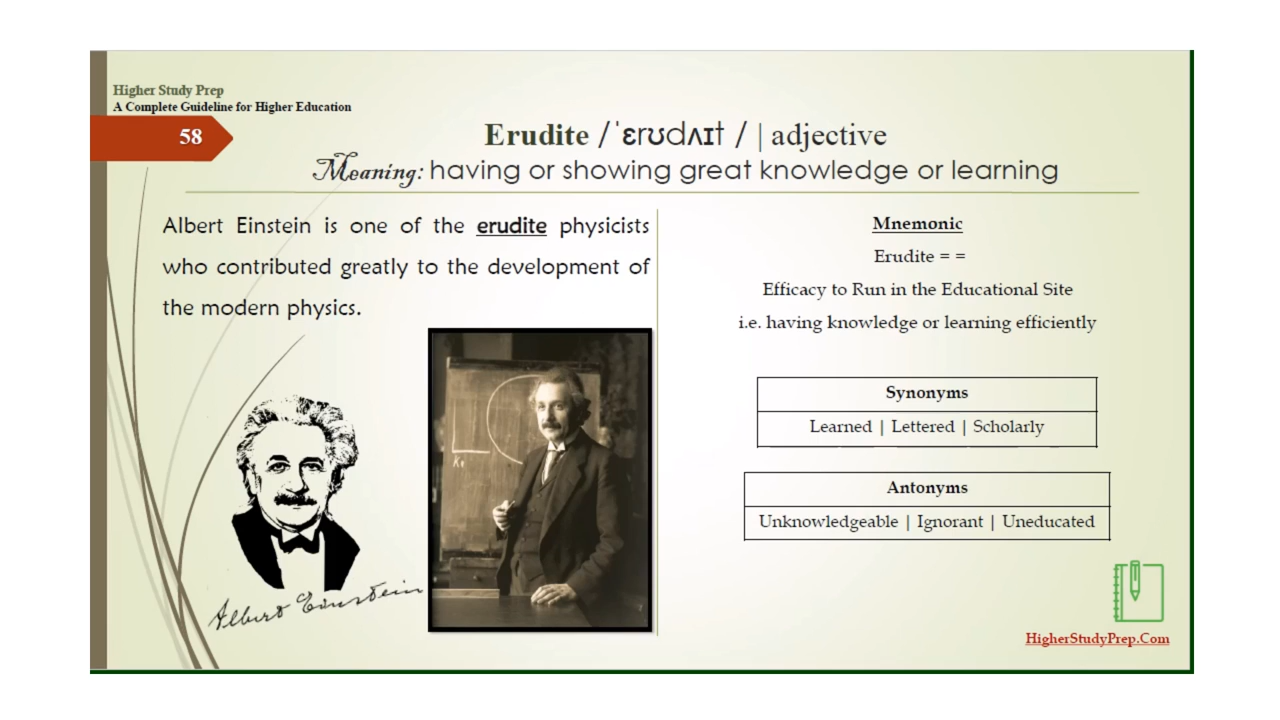 Higher Study Prep
A Complete Guideline for Higher Education
58
Erudite /ˈɛrʊdʌɪt / | adjective
Meaning: having or showing great knowledge or learning
Albert Einstein is one of the erudite physicists
who contributed greatly to the development of
the modern physics.
Kr
Albert Einstein
Mnemonic
Erudite = =
Efficacy to Run in the Educational Site
i.e. having knowledge or learning efficiently
Synonyms
Learned | Lettered | Scholarly
Antonyms
Unknowledgeable | Ignorant | Uneducated
HigherStudyPrep.Com